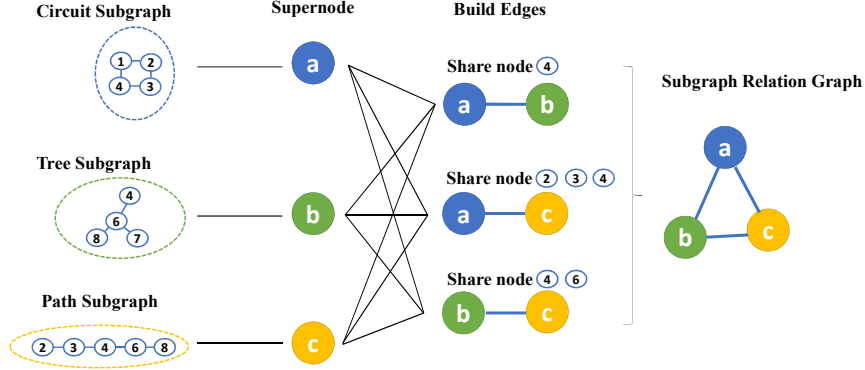 Circuit Subgraph
Supernode
Build Edges
1 2
4 3
a
Share node 4
a b
Subgraph Relation Graph
a
b c
Tree Subgraph
4
6
8 7
b
Share node 2 3 4
a c
Path Subgraph
2 3 4 6 8
c
Share node 4 6
b c